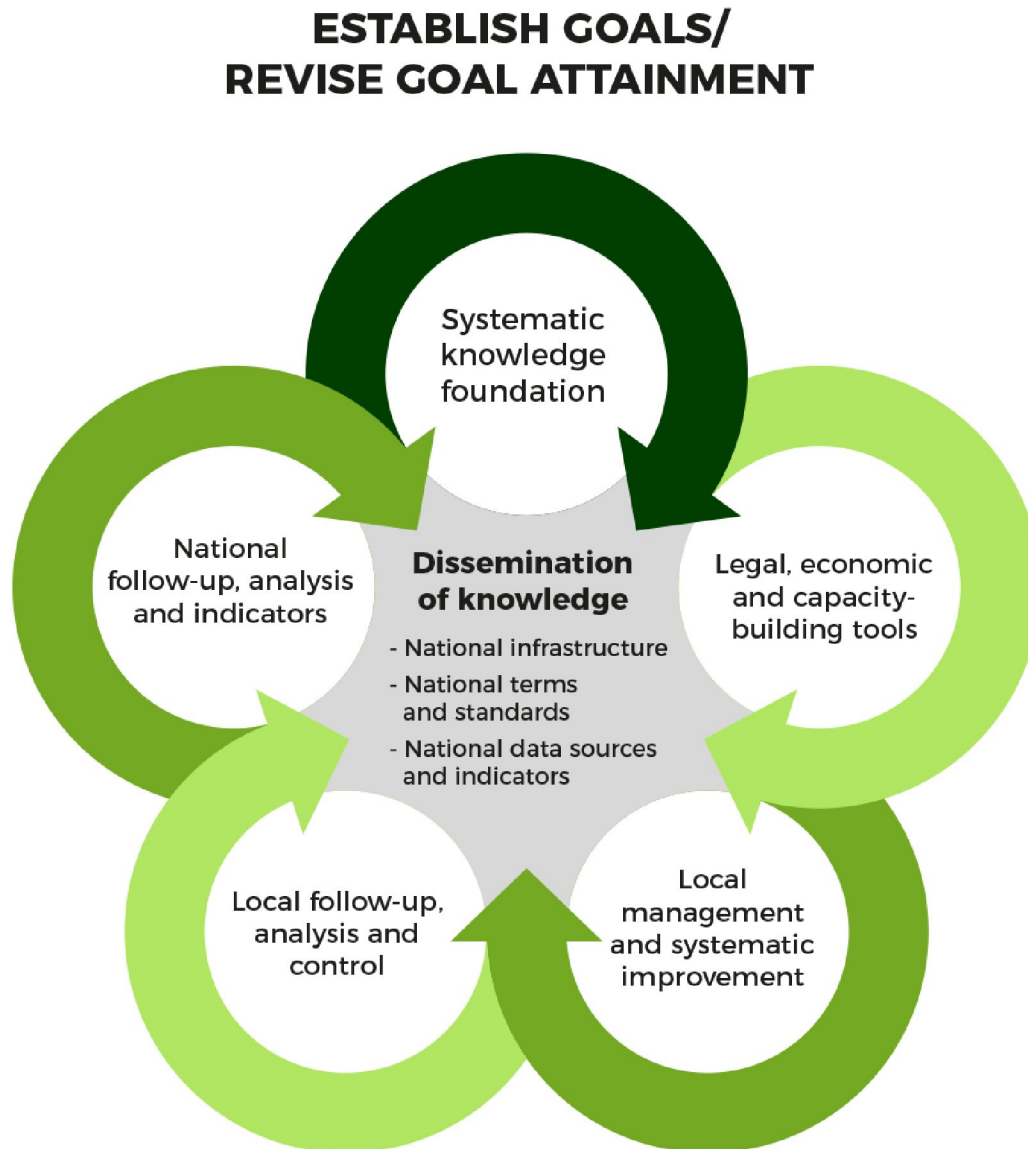 ESTABLISH GOALS/
REVISE GOAL ATTAINMENT
Systematic
knowledge
foundation
National
follow-up, analysis
and indicators
Dissemination
of knowledge
- National infrastructure
- National terms
and standards
- National data sources
and indicators
Legal, economic
and capacity-
building tools
Local follow-up,
analysis and
control
Local
management
and systematic
improvement